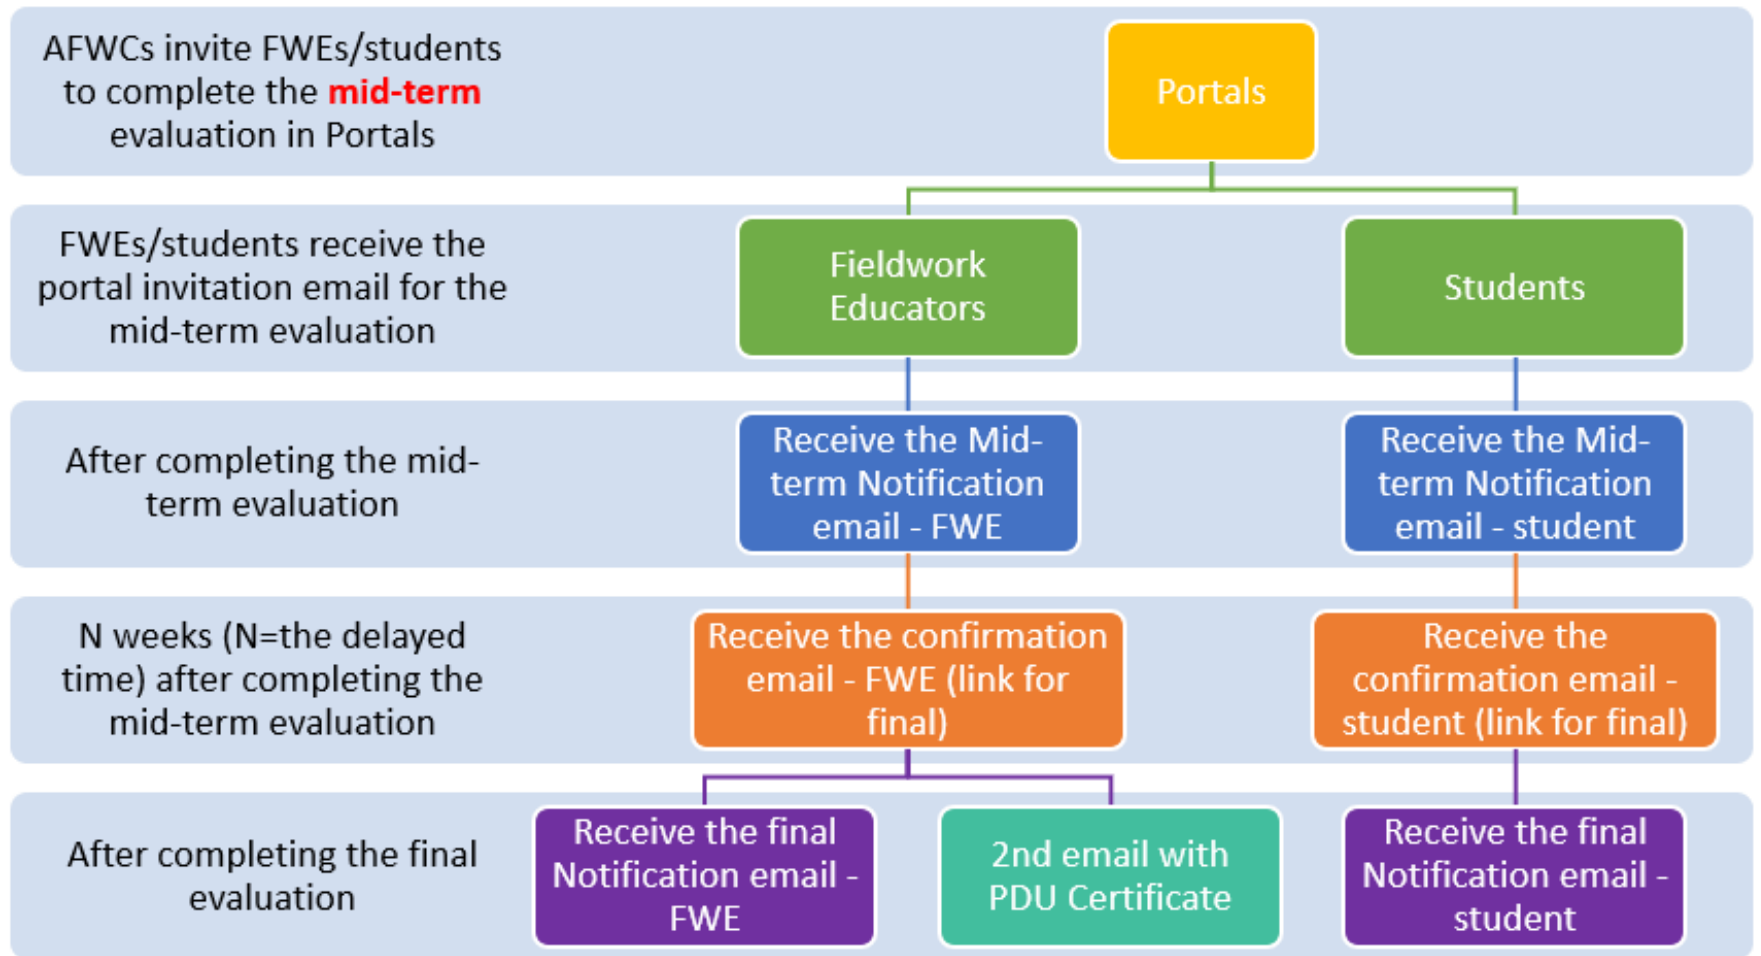 AFWCs invite FWEs/students
to complete the mid-term
evaluation in Portals
Portals
FWEs/students receive the
portal invitation email for the
mid-term evaluation
Fieldwork
Educators
Students
After completing the mid-
term evaluation
Receive the Mid-
term Notification
email - FWE
Receive the Mid-
term Notification
email - student
N weeks (N=the delayed
time) after completing the
mid-term evaluation
Receive the confirmation
email - FWE (link for
final)
Receive the
confirmation email -
student (link for final)
After completing the final
evaluation
Receive the final
Notification email -
FWE
2nd email with
PDU Certificate
Receive the final
Notification email -
student